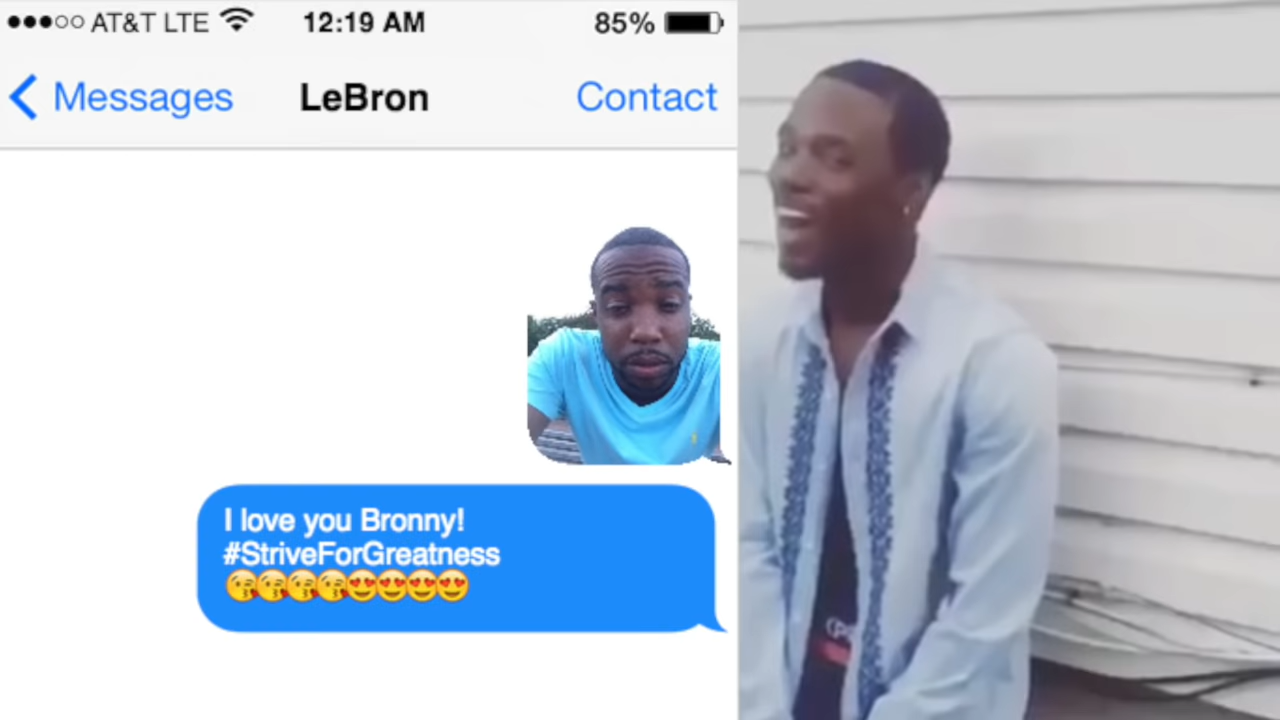 AT&T LTE 12:19 AM 85%
Messages LeBron Contact
I love you Bronny!
#StriveForGreatness
😘😘😘😘😍😍😍😍